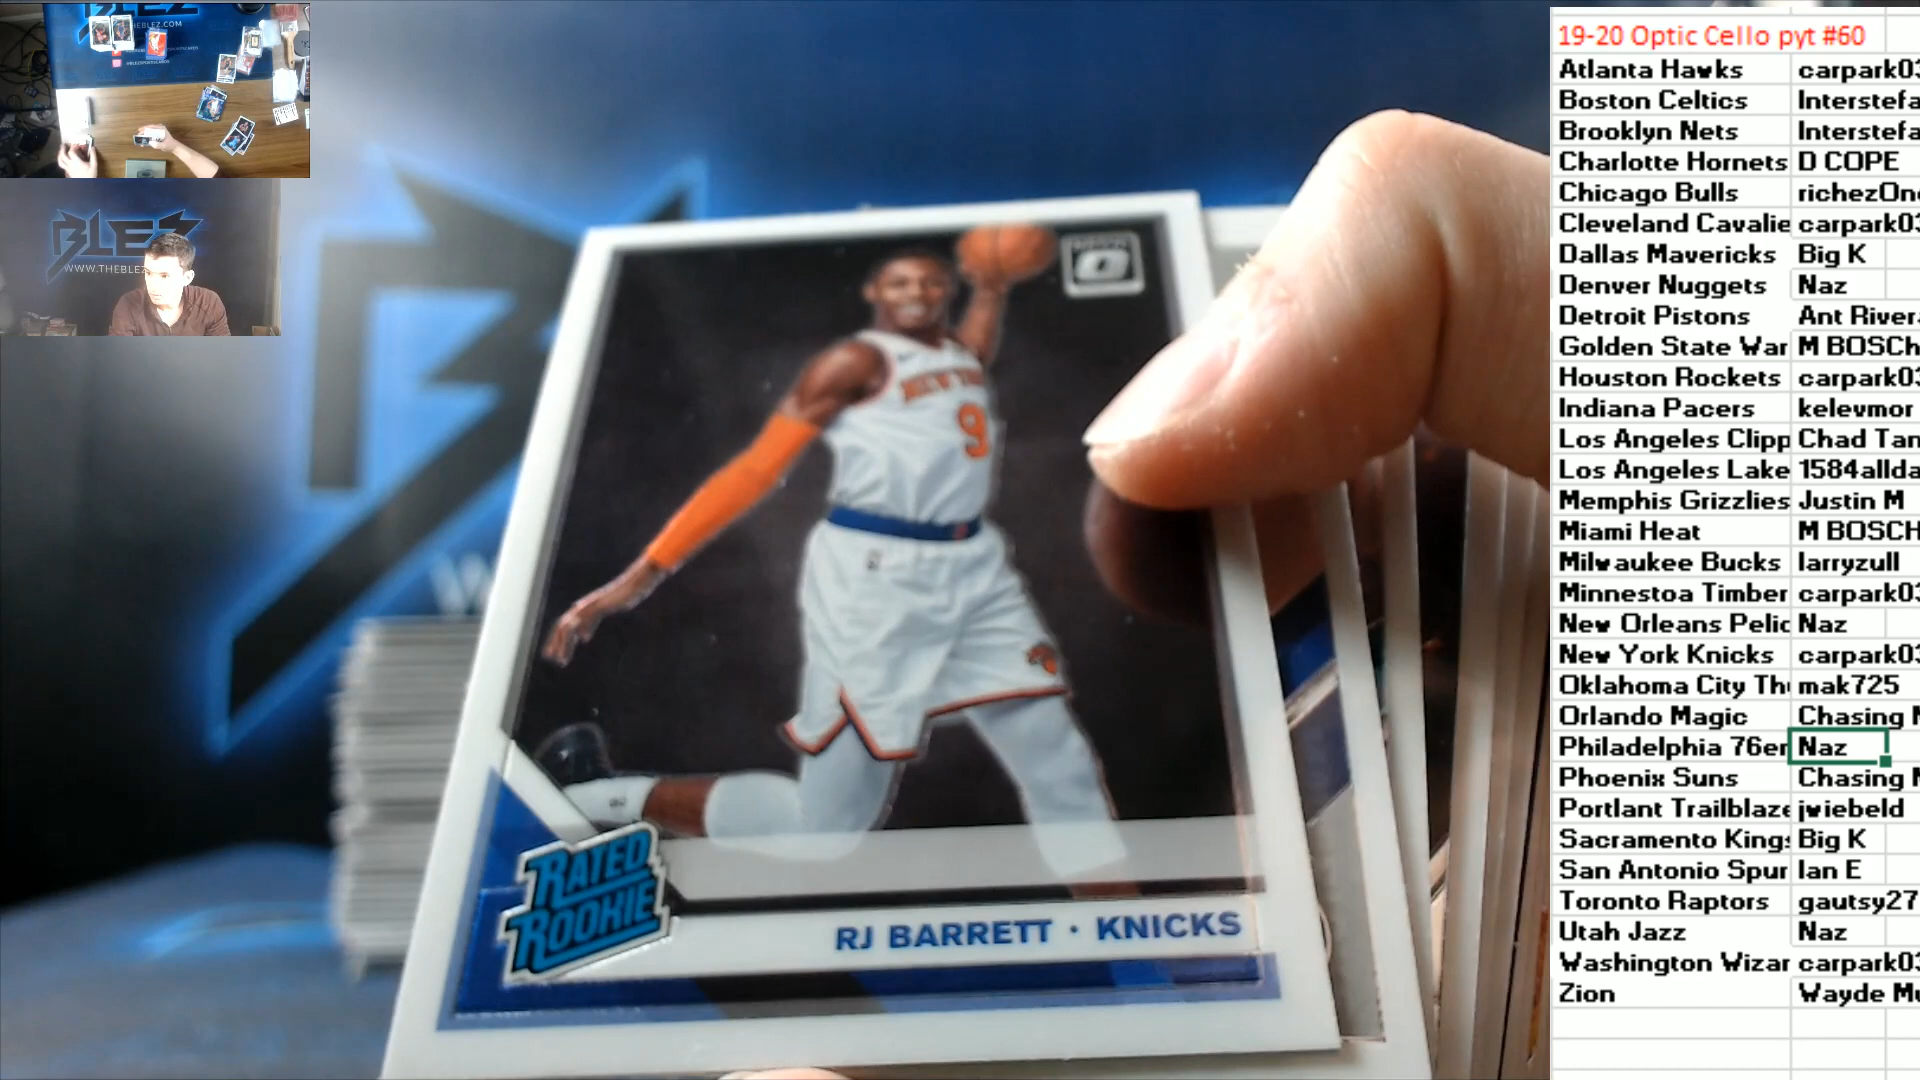 THEBLEZ.COM
BLEZ
WWW.THEBLEZ
NEW YORK
9
RATED
ROOKIE
RJ BARRETT · KNICKS
19-20 Optic Cello pyt #60
Atlanta Hawks carpark03
Boston Celtics Interstefa
Brooklyn Nets Interstefa
Charlotte Hornets D COPE
Chicago Bulls richezOne
Cleveland Cavalie carpark03
Dallas Mavericks Big K
Denver Nuggets Naz
Detroit Pistons Ant River
Golden State War M BOSCh
Houston Rockets carpark03
Indiana Pacers kelevmor
Los Angeles Clipp Chad Tan
Los Angeles Lake 1584allda
Memphis Grizzlies Justin M
Miami Heat M BOSCH
Milwaukee Bucks larryzull
Minnestoa Timber carpark03
New Orleans Pelic Naz
New York Knicks carpark03
Oklahoma City Th mak725
Orlando Magic Chasing
Philadelphia 76er Naz
Phoenix Suns Chasing
Portlant Trailblaze jwiebeld
Sacramento Kings Big K
San Antonio Spur Ian E
Toronto Raptors gautsy27
Utah Jazz Naz
Washington Wizar carpark03
Zion Wayde Mu